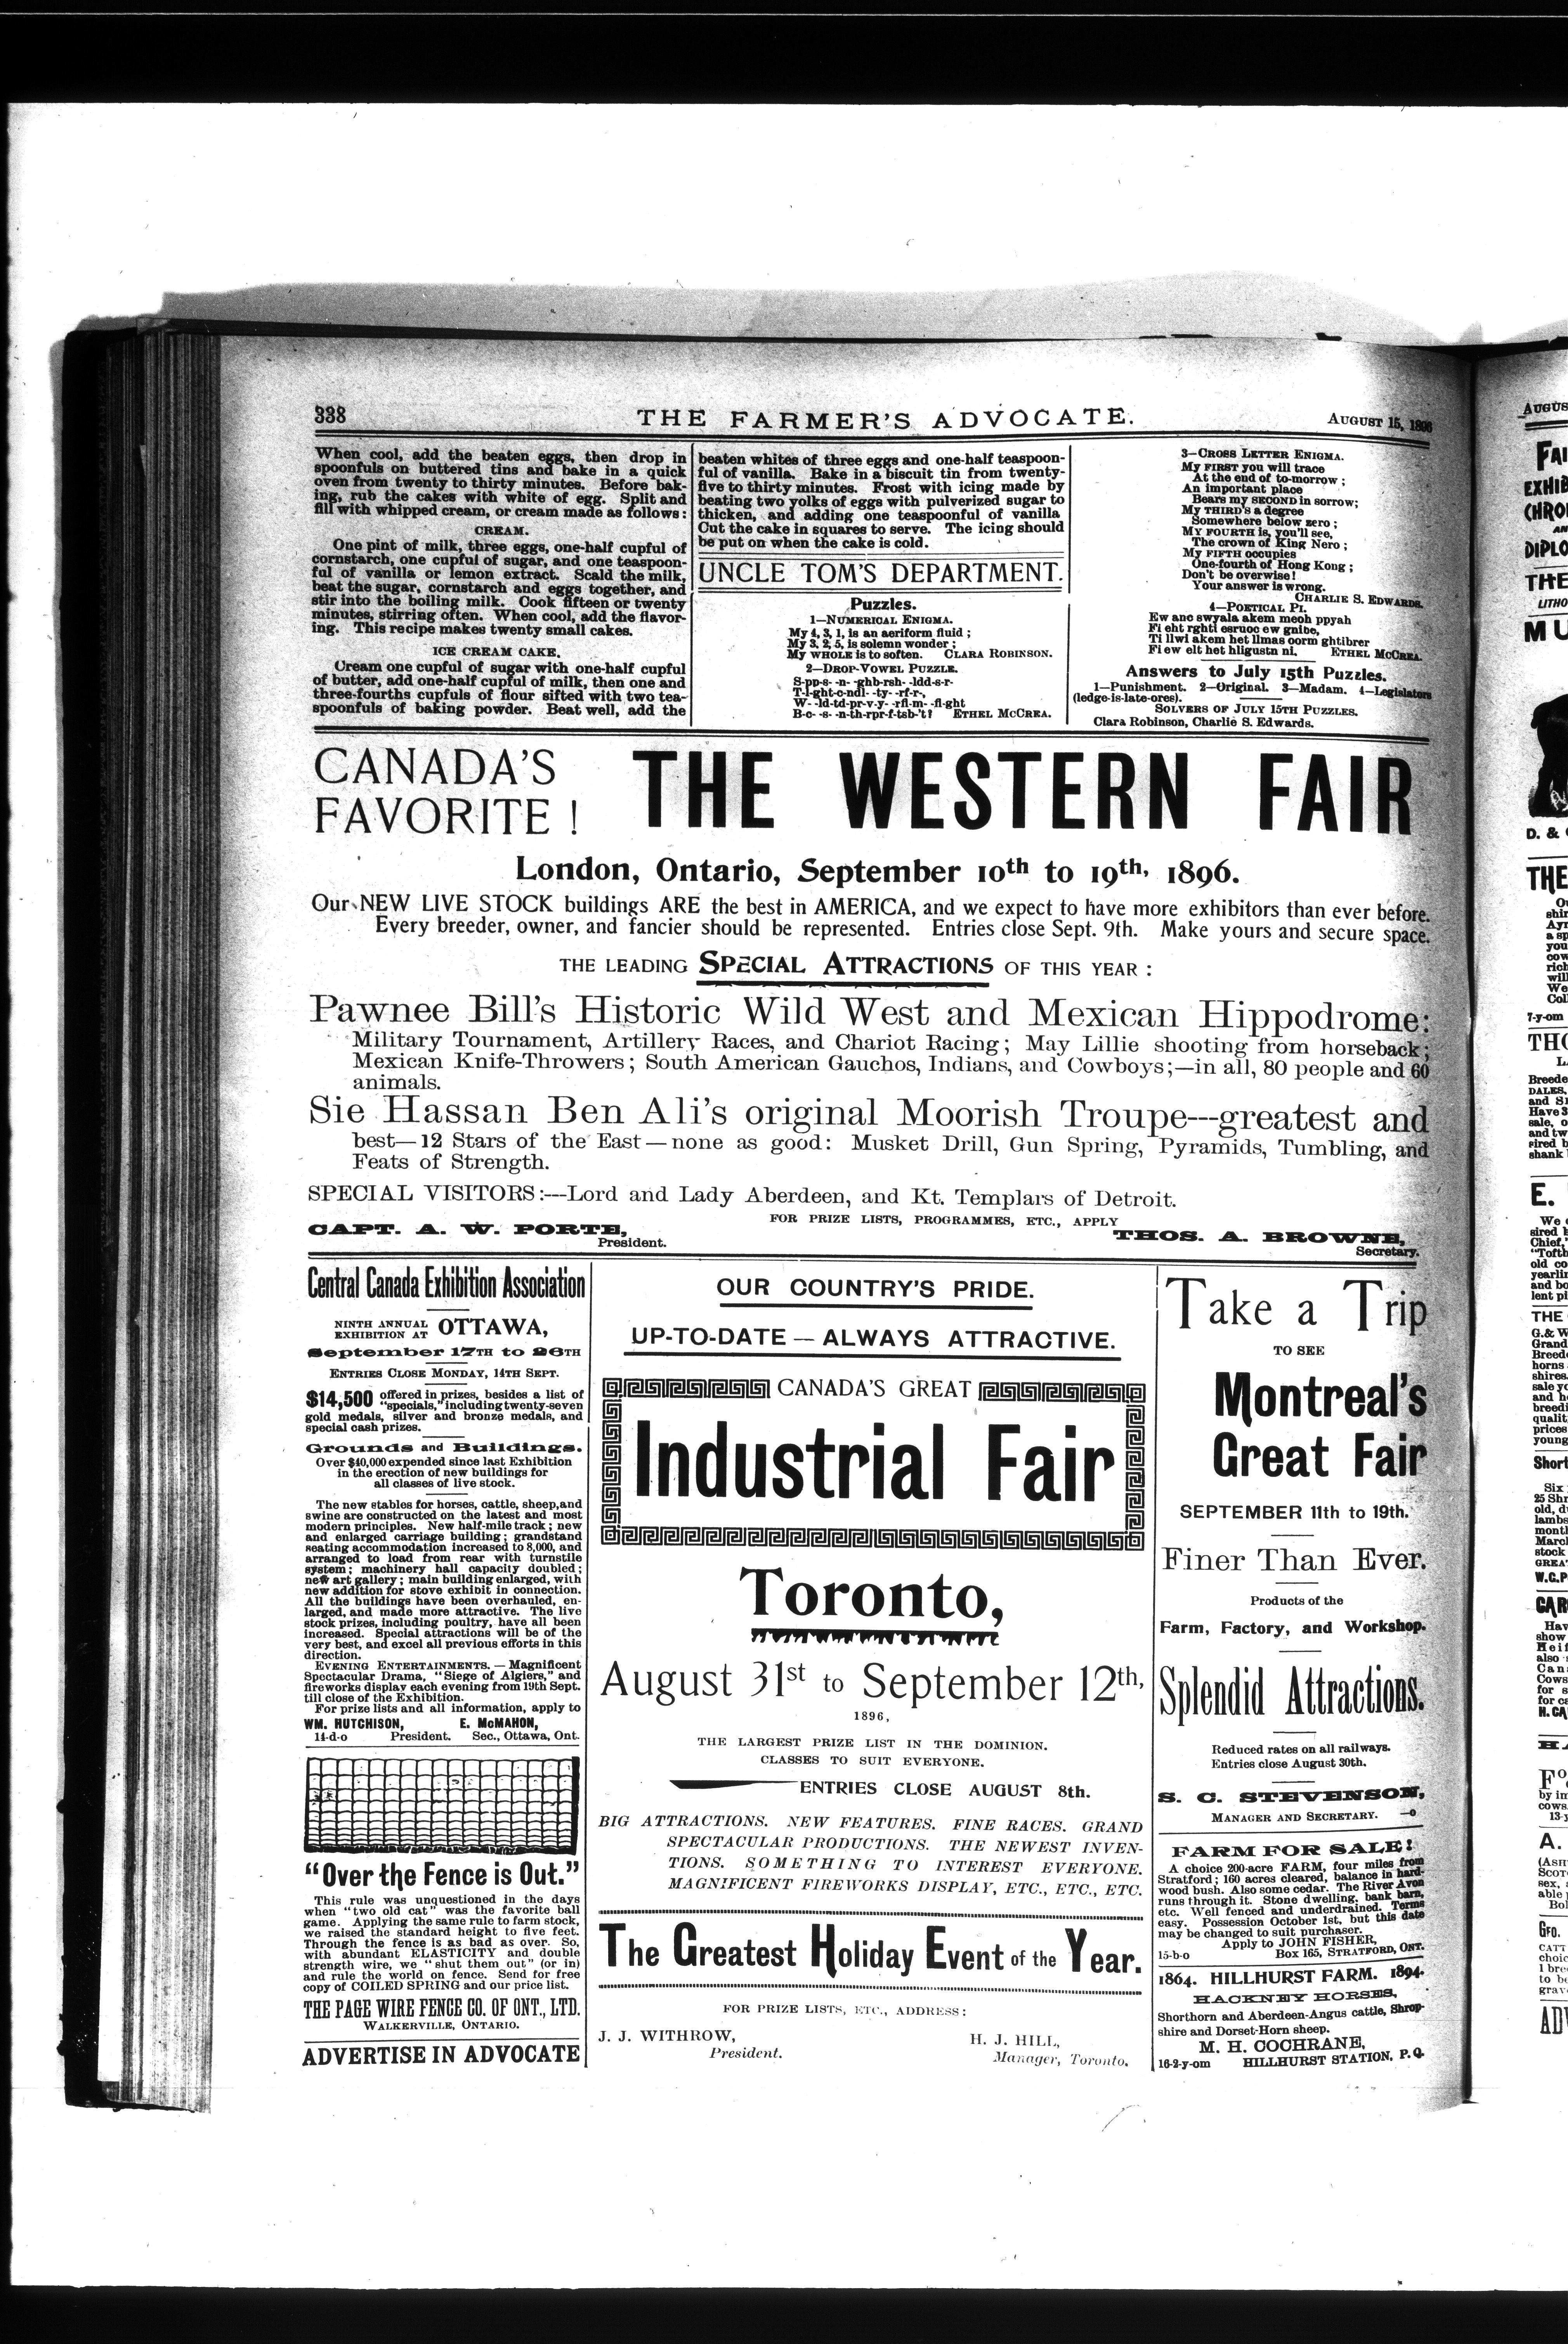 338
THE FARMER'S ADVOCATE.
AUGUST 15, 1896
When cool, add the beaten eggs, then drop in
spoonfuls on buttered tins and bake in a quick
oven from twenty to thirty minutes. Before bak-
ing, rub the cakes with white of egg. Split and
fill with whipped cream, or cream made as follows:
CREAM.
One pint of milk, three eggs, one-half cupful of
cornstarch, one cupful of sugar, and one teaspoon-
ful of vanilla or lemon extract. Scald the milk,
beat the sugar, cornstarch and eggs together, and
stir into the boiling milk. Cook fifteen or twenty
minutes, stirring often. When cool, add the flavor-
ing. This recipe makes twenty small cakes.
ICE CREAM CAKE.
Cream one cupful of sugar with one-half cupful
of butter, add one-half cupful of milk, then one and
three-fourths cupfuls of flour sifted with two tea-
spoonfuls of baking powder. Beat well, add the
beaten whites of three eggs and one-half teaspoon-
ful of vanilla. Bake in a biscuit tin from twenty-
five to thirty minutes. Frost with icing made by
beating two yolks of eggs with pulverized sugar to
thicken, and adding one teaspoonful of vanilla
Cut the cake in squares to serve. The icing should
be put on when the cake is cold.
UNCLE TOM'S DEPARTMENT.
Puzzles.
1—NUMERICAL ENIGMA.
My 4, 3, 1, is an aeriform fluid;
My 3, 2, 5, is solemn wonder;
My WHOLE is to soften. CLARA ROBINSON.
2—DROP-VOWEL PUZZLE.
S-pp-s- -n- -ghb-rsh- -ldd-s-r-
T-l-ght-c-ndl- -ty- -rf-r-,
W- -ld-td-pr-v-y- -rfl-m- -fl-ght
B-c- -s- -n-th-rpr-f-tsb-'t? ETHEL MCCREA.
3—CROSS LETTER ENIGMA.
My FIRST you will trace
At the end of to-morrow;
An important place
Bears my SECOND in sorrow;
My THIRD'S a degree
Somewhere below zero;
MY FOURTH is, you'll see,
The crown of King Nero;
My FIFTH occupies
One-fourth of Hong Kong;
Don't be overwise!
Your answer is wrong.
CHARLIE S. EDWARDS.
4—POETICAL PI.
Ew anc swyala akem meoh ppyah
Fi eht rghti esruoc ew gnibe,
Ti llwi akem het llmas oorm ghtibrer
Fi ew elt het hligustn ni. ETHEL MCCREA.
Answers to July 15th Puzzles.
1—Punishment. 2—Original. 3—Madam. 4—Legislators
(ledge-is-late-ores).
SOLVERS OF JULY 15TH PUZZLES.
Clara Robinson, Charlie S. Edwards.
CANADA'S
FAVORITE!
THE WESTERN FAIR
London, Ontario, September 10th to 19th, 1896.
Our NEW LIVE STOCK buildings ARE the best in AMERICA, and we expect to have more exhibitors than ever before.
Every breeder, owner, and fancier should be represented. Entries close Sept. 9th. Make yours and secure space.
THE LEADING SPECIAL ATTRACTIONS OF THIS YEAR:
Pawnee Bill's Historic Wild West and Mexican Hippodrome:
Military Tournament, Artillery Races, and Chariot Racing; May Lillie shooting from horseback;
Mexican Knife-Throwers; South American Gauchos, Indians, and Cowboys;—in all, 80 people and 60
animals.
Sie Hassan Ben Ali's original Moorish Troupe---greatest and
best—12 Stars of the East—none as good: Musket Drill, Gun Spring, Pyramids, Tumbling, and
Feats of Strength.
SPECIAL VISITORS:---Lord and Lady Aberdeen, and Kt. Templars of Detroit.
FOR PRIZE LISTS, PROGRAMMES, ETC., APPLY
CAPT. A. W. PORTE,
President.
THOS. A. BROWNE,
Secretary.
Central Canada Exhibition Association
NINTH ANNUAL
EXHIBITION AT OTTAWA,
September 17TH to 26TH
ENTRIES CLOSE MONDAY, 14TH SEPT.
$14,500 offered in prizes, besides a list of
"specials," including twenty-seven
gold medals, silver and bronze medals, and
special cash prizes.
Grounds and Buildings.
Over $40,000 expended since last Exhibition
in the erection of new buildings for
all classes of live stock.
The new stables for horses, cattle, sheep, and
swine are constructed on the latest and most
modern principles. New half-mile track; new
and enlarged carriage building; grandstand
seating accommodation increased to 8,000, and
arranged to load from rear with turnstile
system; machinery hall capacity doubled;
new art gallery; main building enlarged, with
new addition for stove exhibit in connection.
All the buildings have been overhauled, en-
larged, and made more attractive. The live
stock prizes, including poultry, have all been
increased. Special attractions will be of the
very best, and excel all previous efforts in this
direction.
EVENING ENTERTAINMENTS.—Magnificent
Spectacular Drama, "Siege of Algiers," and
fireworks display each evening from 19th Sept.
till close of the Exhibition.
For prize lists and all information, apply to
WM. HUTCHISON, E. McMAHON,
14-d-o President. Sec., Ottawa, Ont.
"Over the Fence is Out."
This rule was unquestioned in the days
when "two old cat" was the favorite ball
game. Applying the same rule to farm stock,
we raised the standard height to five feet.
Through the fence is as bad as over. So,
with abundant ELASTICITY and double
strength wire, we "shut them out" (or in)
and rule the world on fence. Send for free
copy of COILED SPRING and our price list.
THE PAGE WIRE FENCE CO. OF ONT., LTD.
WALKERVILLE, ONTARIO.
ADVERTISE IN ADVOCATE
OUR COUNTRY'S PRIDE.
UP-TO-DATE — ALWAYS ATTRACTIVE.
CANADA'S GREAT
Industrial Fair
Toronto,
August 31st to September 12th,
1896,
THE LARGEST PRIZE LIST IN THE DOMINION.
CLASSES TO SUIT EVERYONE.
ENTRIES CLOSE AUGUST 8th.
BIG ATTRACTIONS. NEW FEATURES. FINE RACES. GRAND
SPECTACULAR PRODUCTIONS. THE NEWEST INVEN-
TIONS. SOMETHING TO INTEREST EVERYONE.
MAGNIFICENT FIREWORKS DISPLAY, ETC., ETC., ETC.
The Greatest Holiday Event of the Year.
FOR PRIZE LISTS, ETC., ADDRESS:
J. J. WITHROW,
President.
H. J. HILL,
Manager, Toronto.
Take a Trip
TO SEE
Montreal's
Great Fair
SEPTEMBER 11th to 19th.
Finer Than Ever.
Products of the
Farm, Factory, and Workshop.
Splendid Attractions.
Reduced rates on all railways.
Entries close August 30th.
S. C. STEVENSON,
MANAGER AND SECRETARY. —o
FARM FOR SALE!
A choice 200-acre FARM, four miles from
Stratford; 160 acres cleared, balance in hard-
wood bush. Also some cedar. The River Avon
runs through it. Stone dwelling, bank barn,
etc. Well fenced and underdrained. Terms
easy. Possession October 1st, but this date
may be changed to suit purchaser.
Apply to JOHN FISHER,
15-b-o Box 165, STRATFORD, ONT.
1864. HILLHURST FARM. 1894.
HACKNEY HORSES,
Shorthorn and Aberdeen-Angus cattle, Shrop-
shire and Dorset-Horn sheep.
M. H. COCHRANE,
16-2-y-om HILLHURST STATION, P. Q.